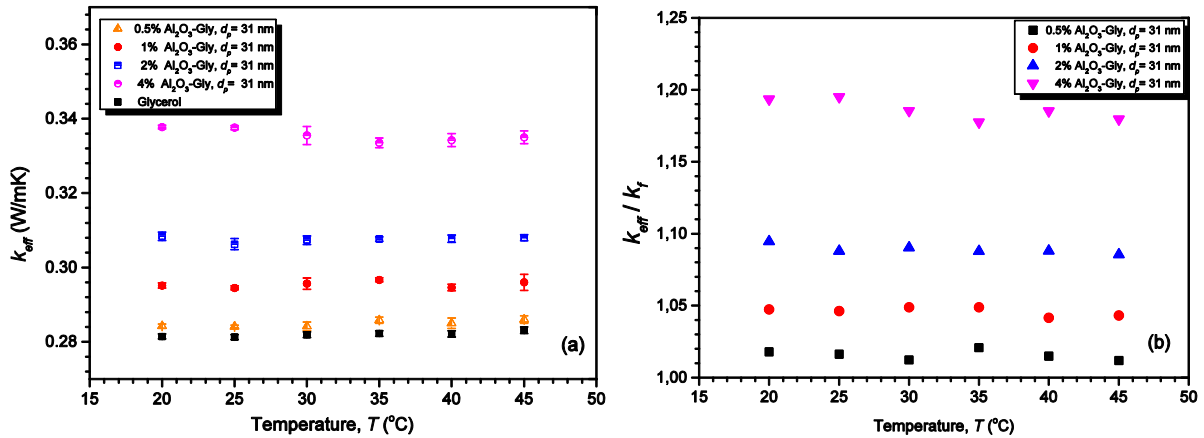 0.5% Al2O3-Gly, dp= 31 nm
1% Al2O3-Gly, dp= 31 nm
2% Al2O3-Gly, dp= 31 nm
4% Al2O3-Gly, dp= 31 nm
Glycerol
0.36
0.34
0.32
0.30
0.28
keff (W/mK)
(a)
15 20 25 30 35 40 45 50
Temperature, T (°C)
0.5% Al2O3-Gly, dp= 31 nm
1% Al2O3-Gly, dp= 31 nm
2% Al2O3-Gly, dp= 31 nm
4% Al2O3-Gly, dp= 31 nm
1,25
1,20
1,15
1,10
1,05
1,00
keff / kf
(b)
15 20 25 30 35 40 45 50
Temperature, T (°C)